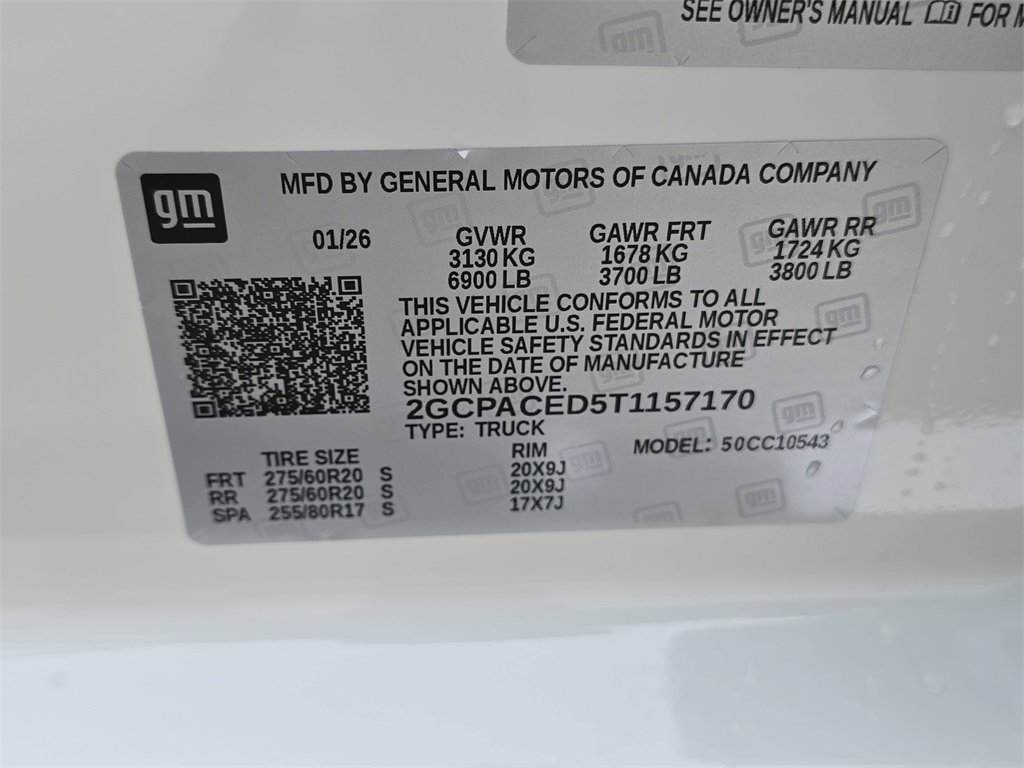 SEE OWNER'S MANUAL FOR
gm
MFD BY GENERAL MOTORS OF CANADA COMPANY
01/26
GVWR GAWR FRT GAWR RR
3130 KG 1678 KG 1724 KG
6900 LB 3700 LB 3800 LB
THIS VEHICLE CONFORMS TO ALL
APPLICABLE U.S. FEDERAL MOTOR
VEHICLE SAFETY STANDARDS IN EFFECT
ON THE DATE OF MANUFACTURE
SHOWN ABOVE.
2GCPACED5T1157170
TYPE: TRUCK
MODEL: 50CC10543
TIRE SIZE RIM
FRT 275/60R20 S 20X9J
RR 275/60R20 S 20X9J
SPA 255/80R17 S 17X7J